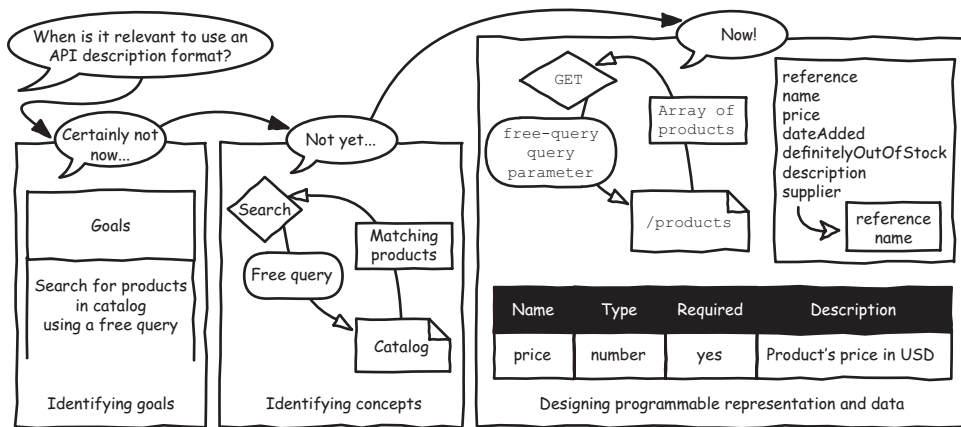 When is it relevant to use an
API description format?
Certainly not
now...
Not yet...
Now!
Goals
Search for products
in catalog
using a free query
Identifying goals
Search
Free query
Matching
products
Catalog
Identifying concepts
GET
free-query
query
parameter
Array of
products
/products
reference
name
price
dateAdded
definitelyOutOfStock
description
supplier
reference
name
Name Type Required Description
price number yes Product's price in USD
Designing programmable representation and data